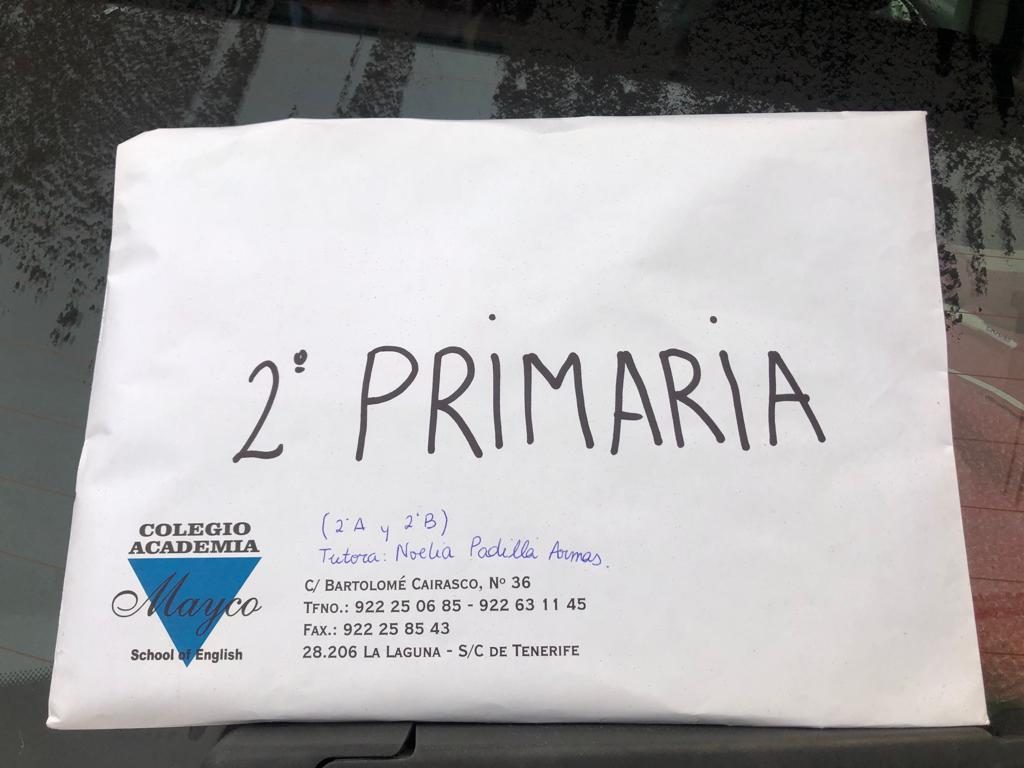 2º PRIMARIA
COLEGIO
ACADEMIA
Mayco
School of English
(2ºA y 2ºB)
Tutora: Noelia Padilla Armas.
C/ BARTOLOMÉ CAIRASCO, Nº 36
TFNO.: 922 25 06 85 - 922 63 11 45
FAX.: 922 25 85 43
28.206 LA LAGUNA - S/C DE TENERIFE